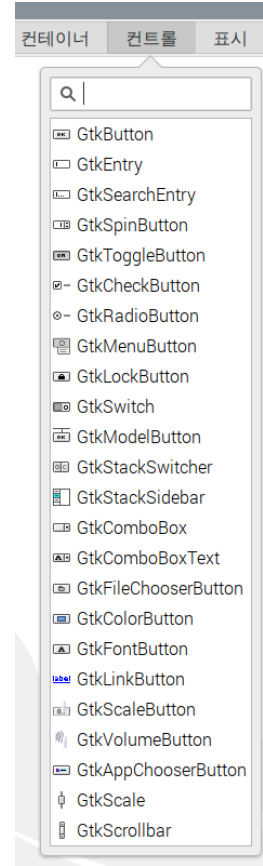 컨테이너 컨트롤 표시
GtkButton
GtkEntry
GtkSearchEntry
GtkSpinButton
GtkToggleButton
GtkCheckButton
GtkRadioButton
GtkMenuButton
GtkLockButton
GtkSwitch
GtkModelButton
GtkStackSwitcher
GtkStackSidebar
GtkComboBox
GtkComboBoxText
GtkFileChooserButton
GtkColorButton
GtkFontButton
GtkLinkButton
GtkScaleButton
GtkVolumeButton
GtkAppChooserButton
GtkScale
GtkScrollbar